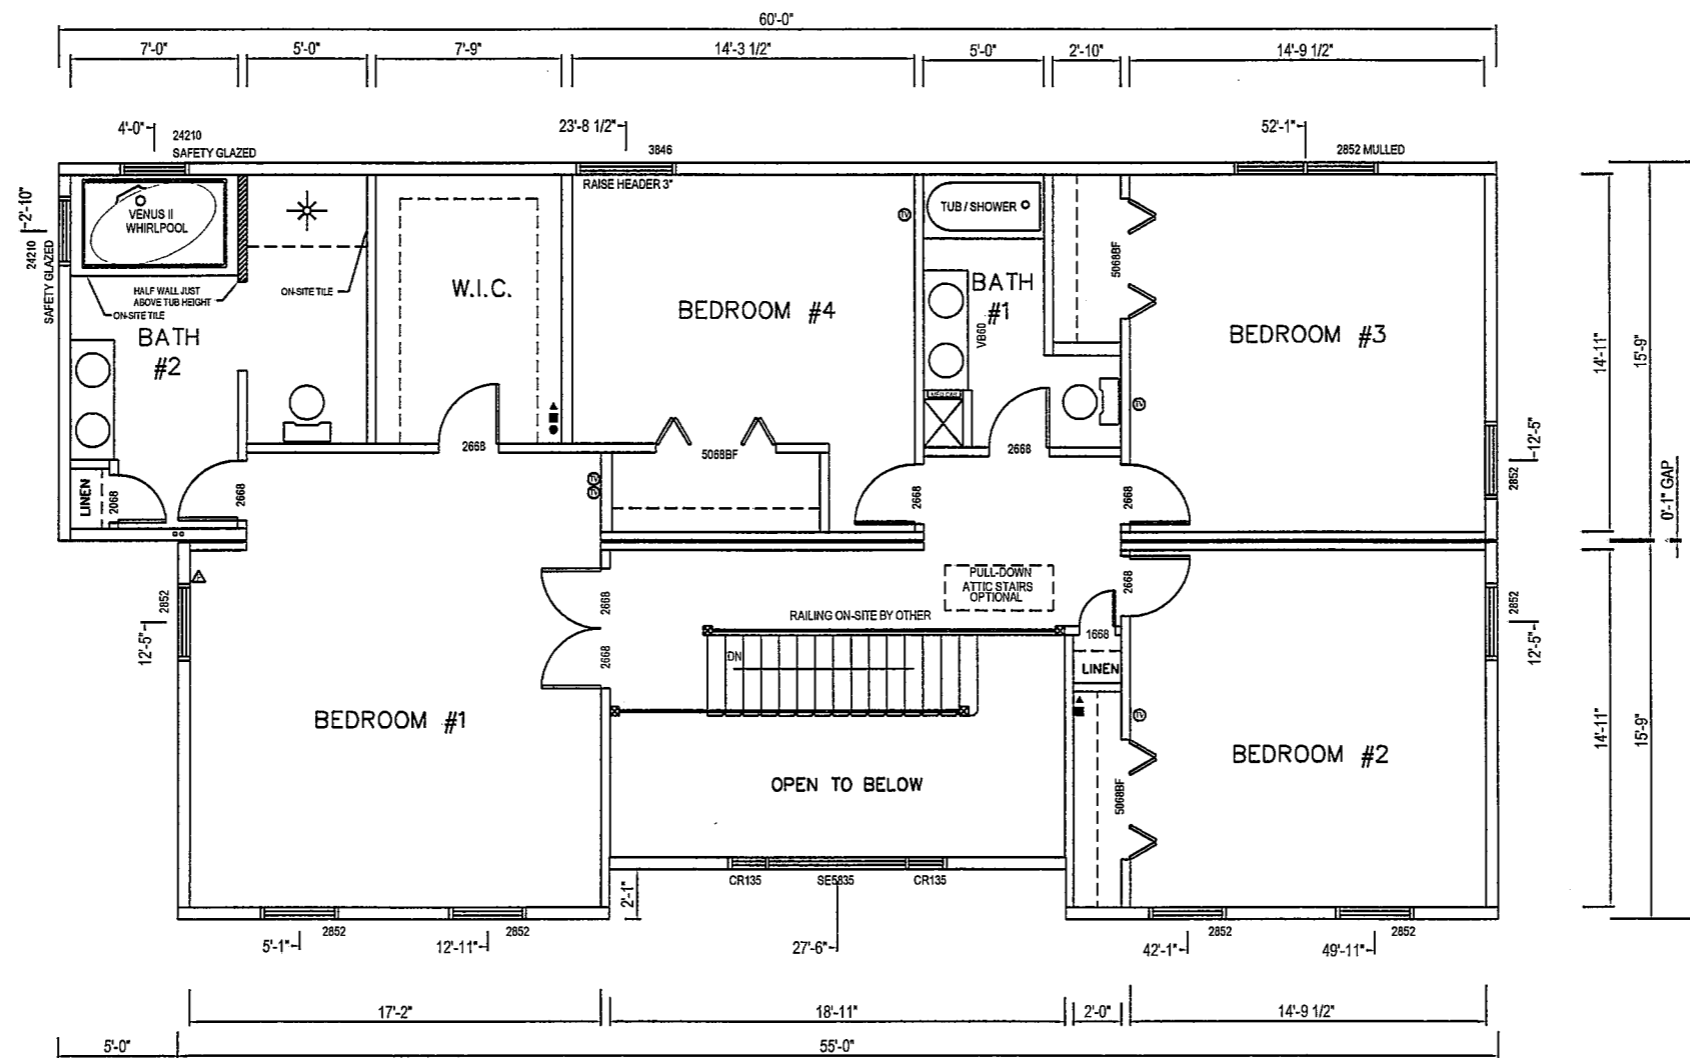 60'-0"
7'-0"
5'-0"
7'-9"
14'-3 1/2"
5'-0"
2'-10"
14'-9 1/2"
4'-0"
24210
SAFETY GLAZED
23'-8 1/2"
3846
RAISE HEADER 3"
52'-1"
2852 MULLED
2'-10"
24210
SAFETY GLAZED
VENUS II
WHIRLPOOL
HALF WALL JUST
ABOVE TUB HEIGHT
ON-SITE TILE
ON-SITE TILE
BATH
#2
W.I.C.
BEDROOM #4
TV
TUB / SHOWER
BATH
#1
VB60
5068BF
BEDROOM #3
TV
14'-11"
15'-9"
LINEN
2068
2668
2668
5068BF
2668
2668
2668
2852
12'-5"
0'-1" GAP
2852
12'-5"
2668
2668
PULL-DOWN
ATTIC STAIRS
OPTIONAL
RAILING ON-SITE BY OTHER
DN
2668
1668
LINEN
2852
12'-5"
BEDROOM #1
OPEN TO BELOW
TV
5068BF
BEDROOM #2
14'-11"
15'-9"
CR135
SE5835
CR135
2'-1"
5'-1"
2852
12'-11"
2852
27'-6"
42'-1"
2852
49'-11"
2852
17'-2"
18'-11"
2'-0"
14'-9 1/2"
5'-0"
55'-0"